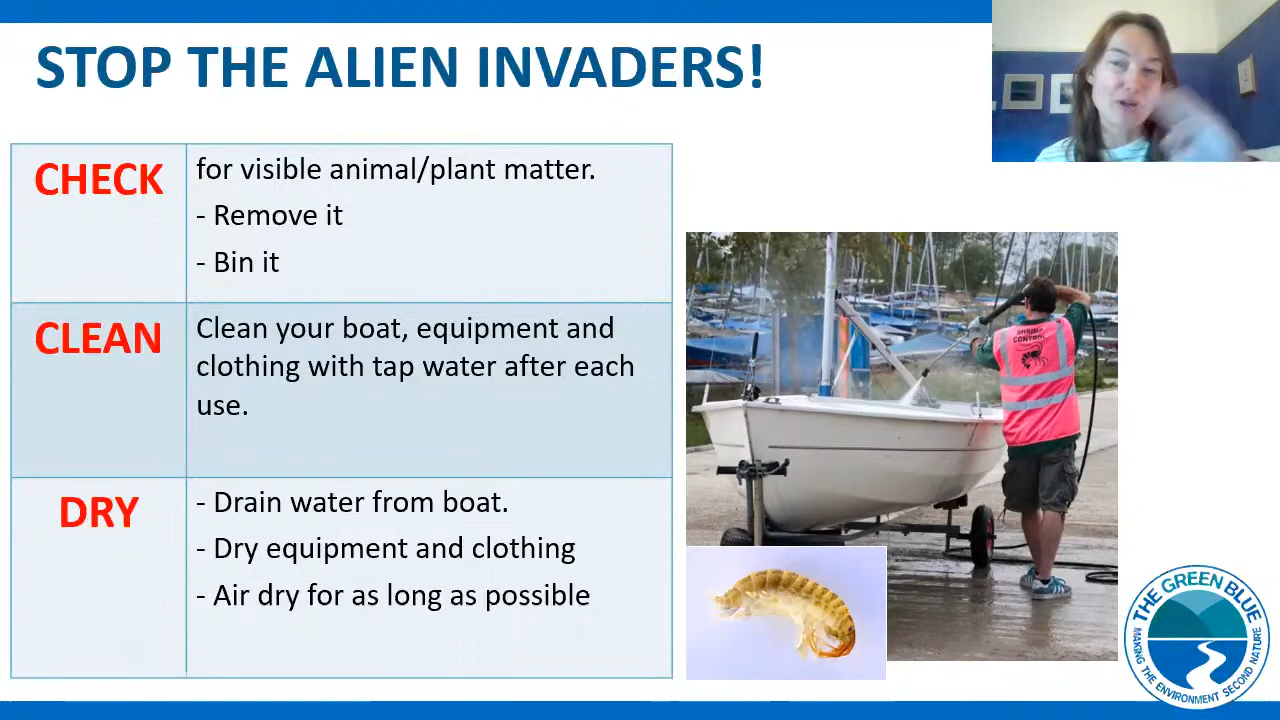 STOP THE ALIEN INVADERS!
CHECK
for visible animal/plant matter.
- Remove it
- Bin it
CLEAN
Clean your boat, equipment and
clothing with tap water after each
use.
DRY
- Drain water from boat.
- Dry equipment and clothing
- Air dry for as long as possible
SHRIMP
CONTROL
THE GREEN BLUE
MAKING THE ENVIRONMENT SECOND NATURE